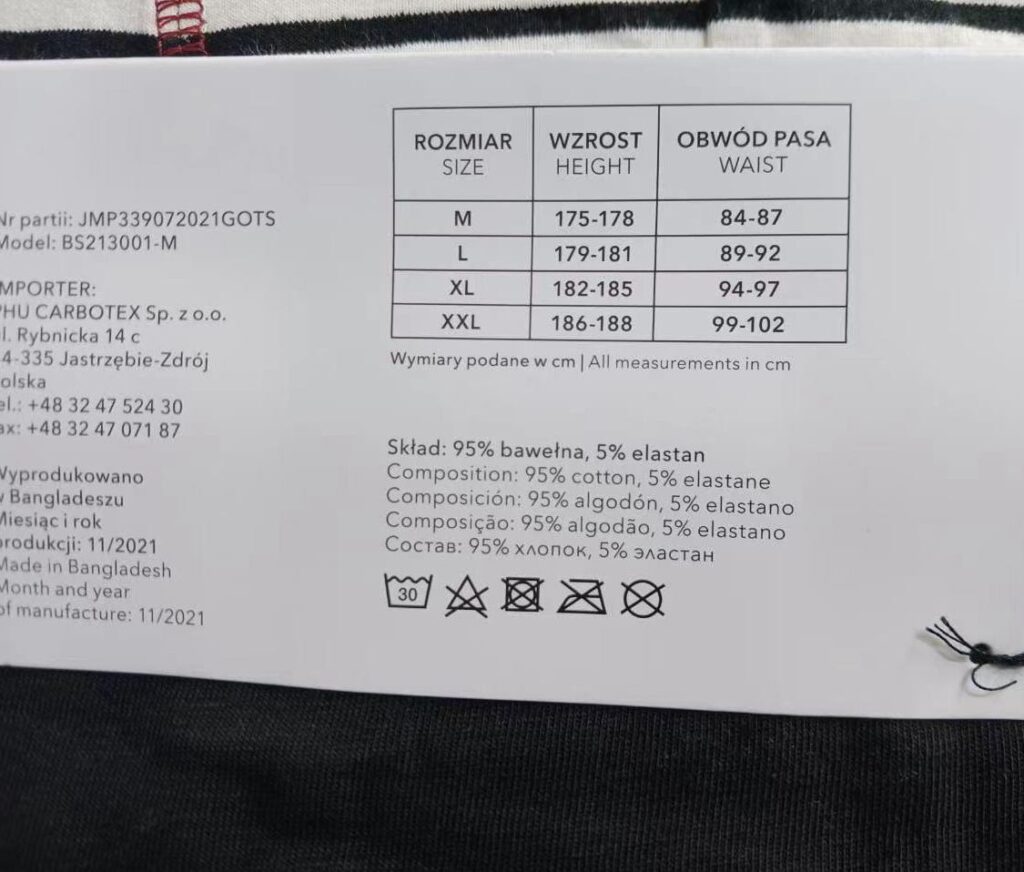 Nr partii: JMP339072021GOTS
Model: BS213001-M
IMPORTER:
PHU CARBOTEX Sp. z o.o.
ul. Rybnicka 14 c
4-335 Jastrzębie-Zdrój
olska
el.: +48 32 47 524 30
ax: +48 32 47 071 87
Wyprodukowano
w Bangladeszu
Miesiąc i rok
produkcji: 11/2021
Made in Bangladesh
Month and year
of manufacture: 11/2021
ROZMIAR WZROST OBWÓD PASA
SIZE HEIGHT WAIST
M 175-178 84-87
L 179-181 89-92
XL 182-185 94-97
XXL 186-188 99-102
Wymiary podane w cm | All measurements in cm
Skład: 95% bawełna, 5% elastan
Composition: 95% cotton, 5% elastane
Composición: 95% algodón, 5% elastano
Composição: 95% algodão, 5% elastano
Состав: 95% хлопок, 5% эластан
30